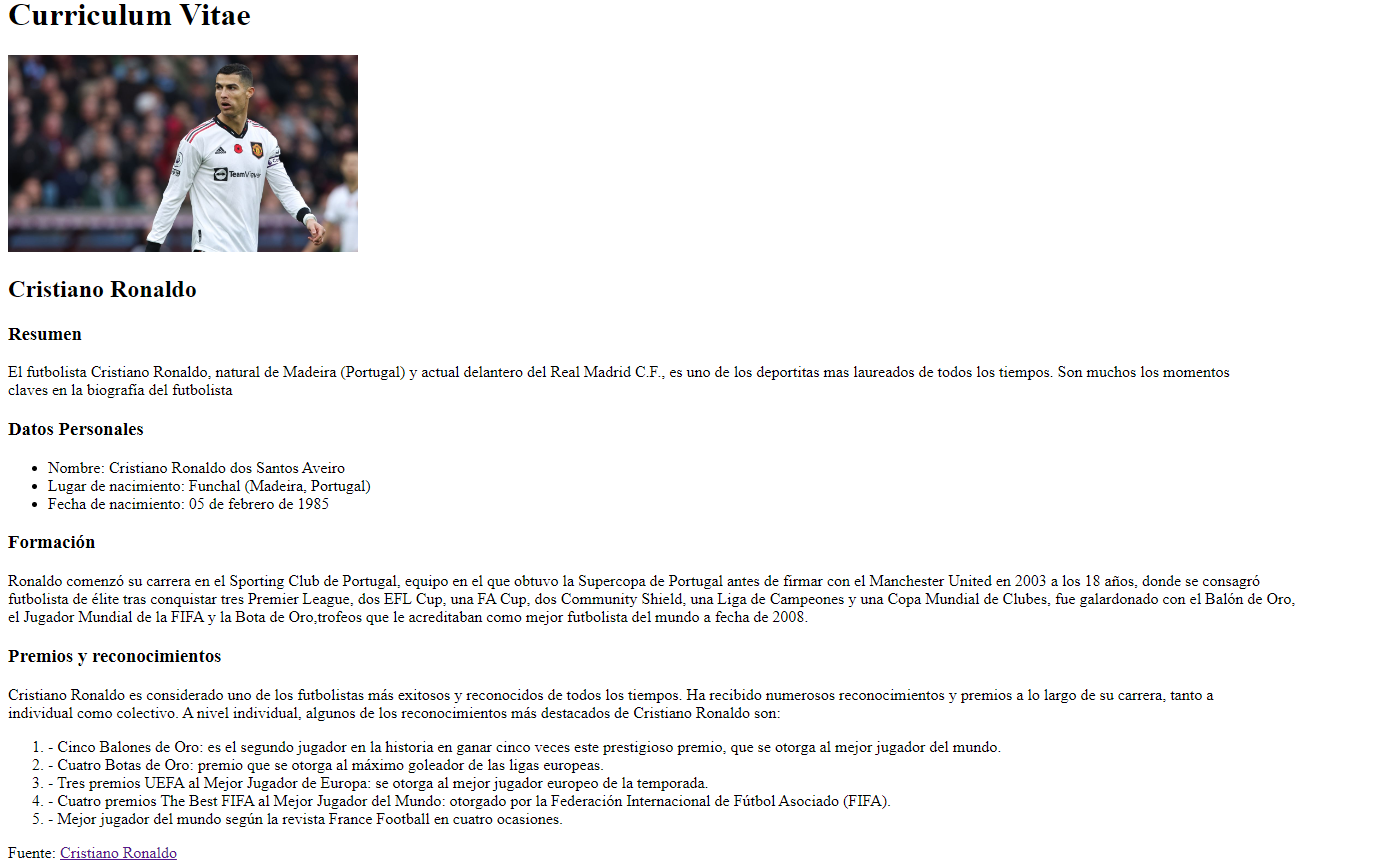 Curriculum Vitae
TeamViewer
Cristiano Ronaldo
Resumen
El futbolista Cristiano Ronaldo, natural de Madeira (Portugal) y actual delantero del Real Madrid C.F., es uno de los deportitas mas laureados de todos los tiempos. Son muchos los momentos
claves en la biografía del futbolista
Datos Personales
• Nombre: Cristiano Ronaldo dos Santos Aveiro
• Lugar de nacimiento: Funchal (Madeira, Portugal)
• Fecha de nacimiento: 05 de febrero de 1985
Formación
Ronaldo comenzó su carrera en el Sporting Club de Portugal, equipo en el que obtuvo la Supercopa de Portugal antes de firmar con el Manchester United en 2003 a los 18 años, donde se consagró
futbolista de élite tras conquistar tres Premier League, dos EFL Cup, una FA Cup, dos Community Shield, una Liga de Campeones y una Copa Mundial de Clubes, fue galardonado con el Balón de Oro,
el Jugador Mundial de la FIFA y la Bota de Oro,trofeos que le acreditaban como mejor futbolista del mundo a fecha de 2008.
Premios y reconocimientos
Cristiano Ronaldo es considerado uno de los futbolistas más exitosos y reconocidos de todos los tiempos. Ha recibido numerosos reconocimientos y premios a lo largo de su carrera, tanto a
individual como colectivo. A nivel individual, algunos de los reconocimientos más destacados de Cristiano Ronaldo son:
1. - Cinco Balones de Oro: es el segundo jugador en la historia en ganar cinco veces este prestigioso premio, que se otorga al mejor jugador del mundo.
2. - Cuatro Botas de Oro: premio que se otorga al máximo goleador de las ligas europeas.
3. - Tres premios UEFA al Mejor Jugador de Europa: se otorga al mejor jugador europeo de la temporada.
4. - Cuatro premios The Best FIFA al Mejor Jugador del Mundo: otorgado por la Federación Internacional de Fútbol Asociado (FIFA).
5. - Mejor jugador del mundo según la revista France Football en cuatro ocasiones.
Fuente: Cristiano Ronaldo